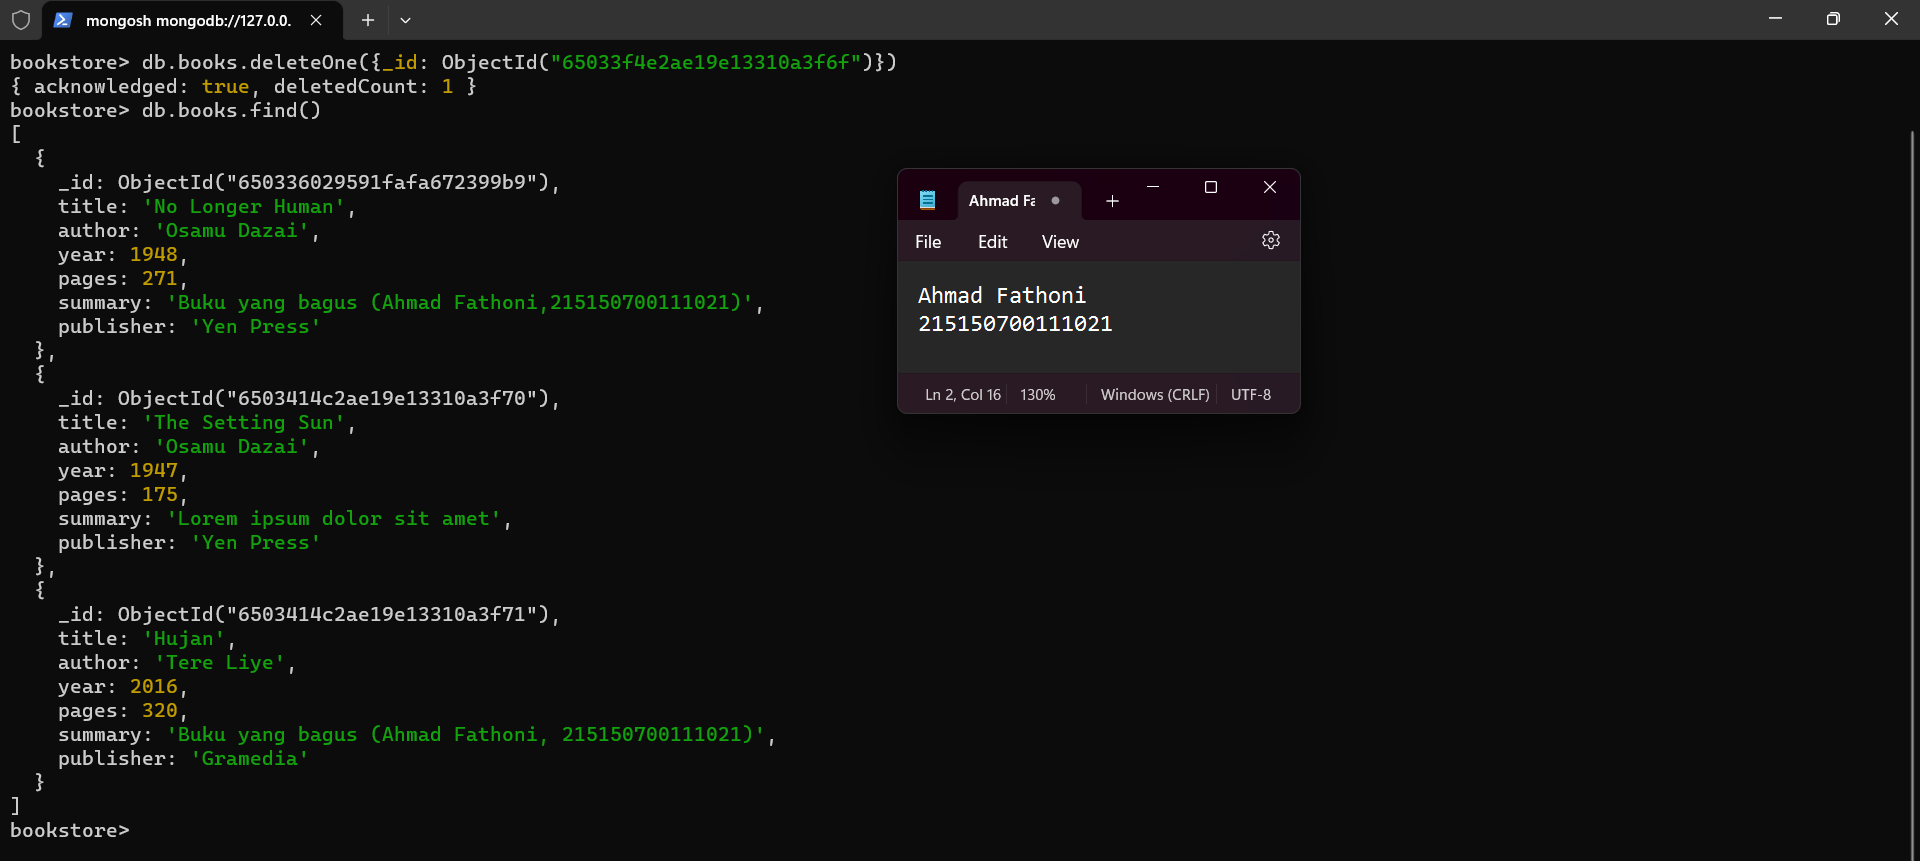 mongosh mongodb://127.0.0.
bookstore> db.books.deleteOne({_id: ObjectId("65033f4e2ae19e13310a3f6f")})
{ acknowledged: true, deletedCount: 1 }
bookstore> db.books.find()
[
  {
    _id: ObjectId("650336029591fafa672399b9"),
    title: 'No Longer Human',
    author: 'Osamu Dazai',
    year: 1948,
    pages: 271,
    summary: 'Buku yang bagus (Ahmad Fathoni,215150700111021)',
    publisher: 'Yen Press'
  },
  {
    _id: ObjectId("6503414c2ae19e13310a3f70"),
    title: 'The Setting Sun',
    author: 'Osamu Dazai',
    year: 1947,
    pages: 175,
    summary: 'Lorem ipsum dolor sit amet',
    publisher: 'Yen Press'
  },
  {
    _id: ObjectId("6503414c2ae19e13310a3f71"),
    title: 'Hujan',
    author: 'Tere Liye',
    year: 2016,
    pages: 320,
    summary: 'Buku yang bagus (Ahmad Fathoni, 215150700111021)',
    publisher: 'Gramedia'
  }
]
bookstore>
Ahmad Fa
File Edit View
Ahmad Fathoni
215150700111021
Ln 2, Col 16 130% Windows (CRLF) UTF-8